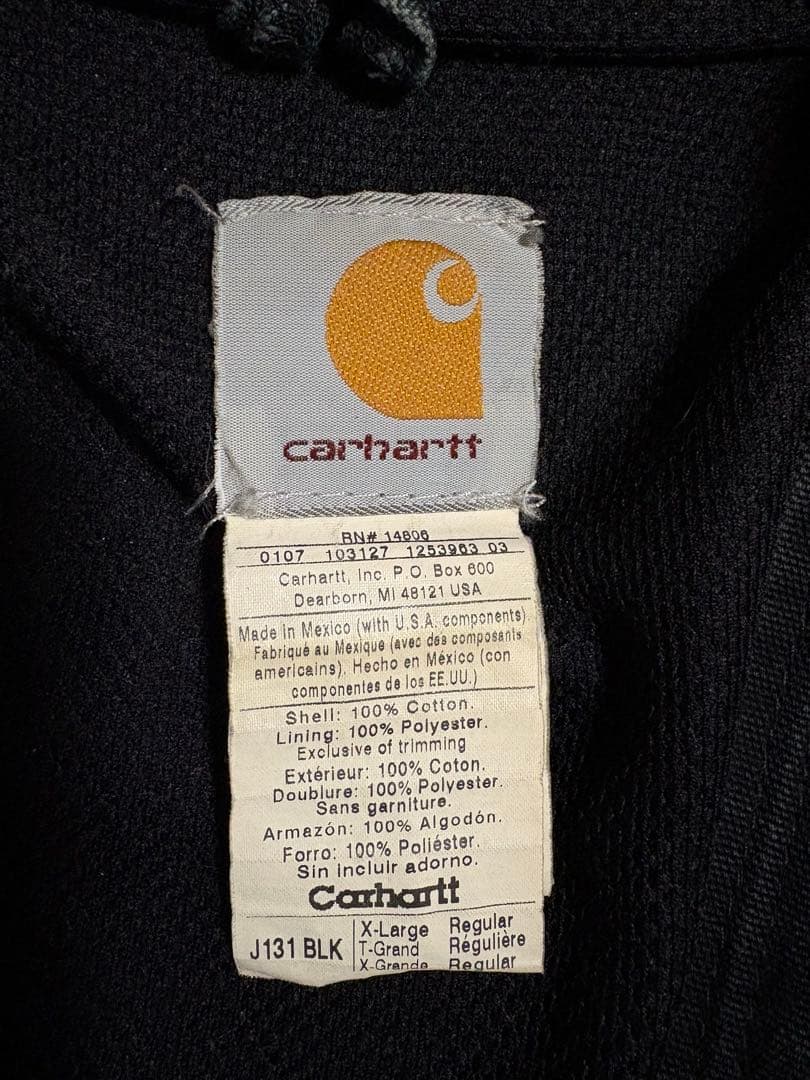 carhartt
RN# 14806
0107 103127 1253963 03
Carhartt, Inc. P.O. Box 600
Dearborn, MI 48121 USA
Made in Mexico (with U.S.A. components).
Fabriqué au Mexique (avec des composants
americains). Hecho en México (con
componentes de los EE.UU.)
Shell: 100% Cotton.
Lining: 100% Polyester.
Exclusive of trimming
Extérieur: 100% Coton.
Doublure: 100% Polyester.
Sans garniture.
Armazón: 100% Algodón.
Forro: 100% Poliéster.
Sin incluir adorno.
Carhartt
J131 BLK
X-Large Regular
T-Grand Régulière
X-Grande Regular